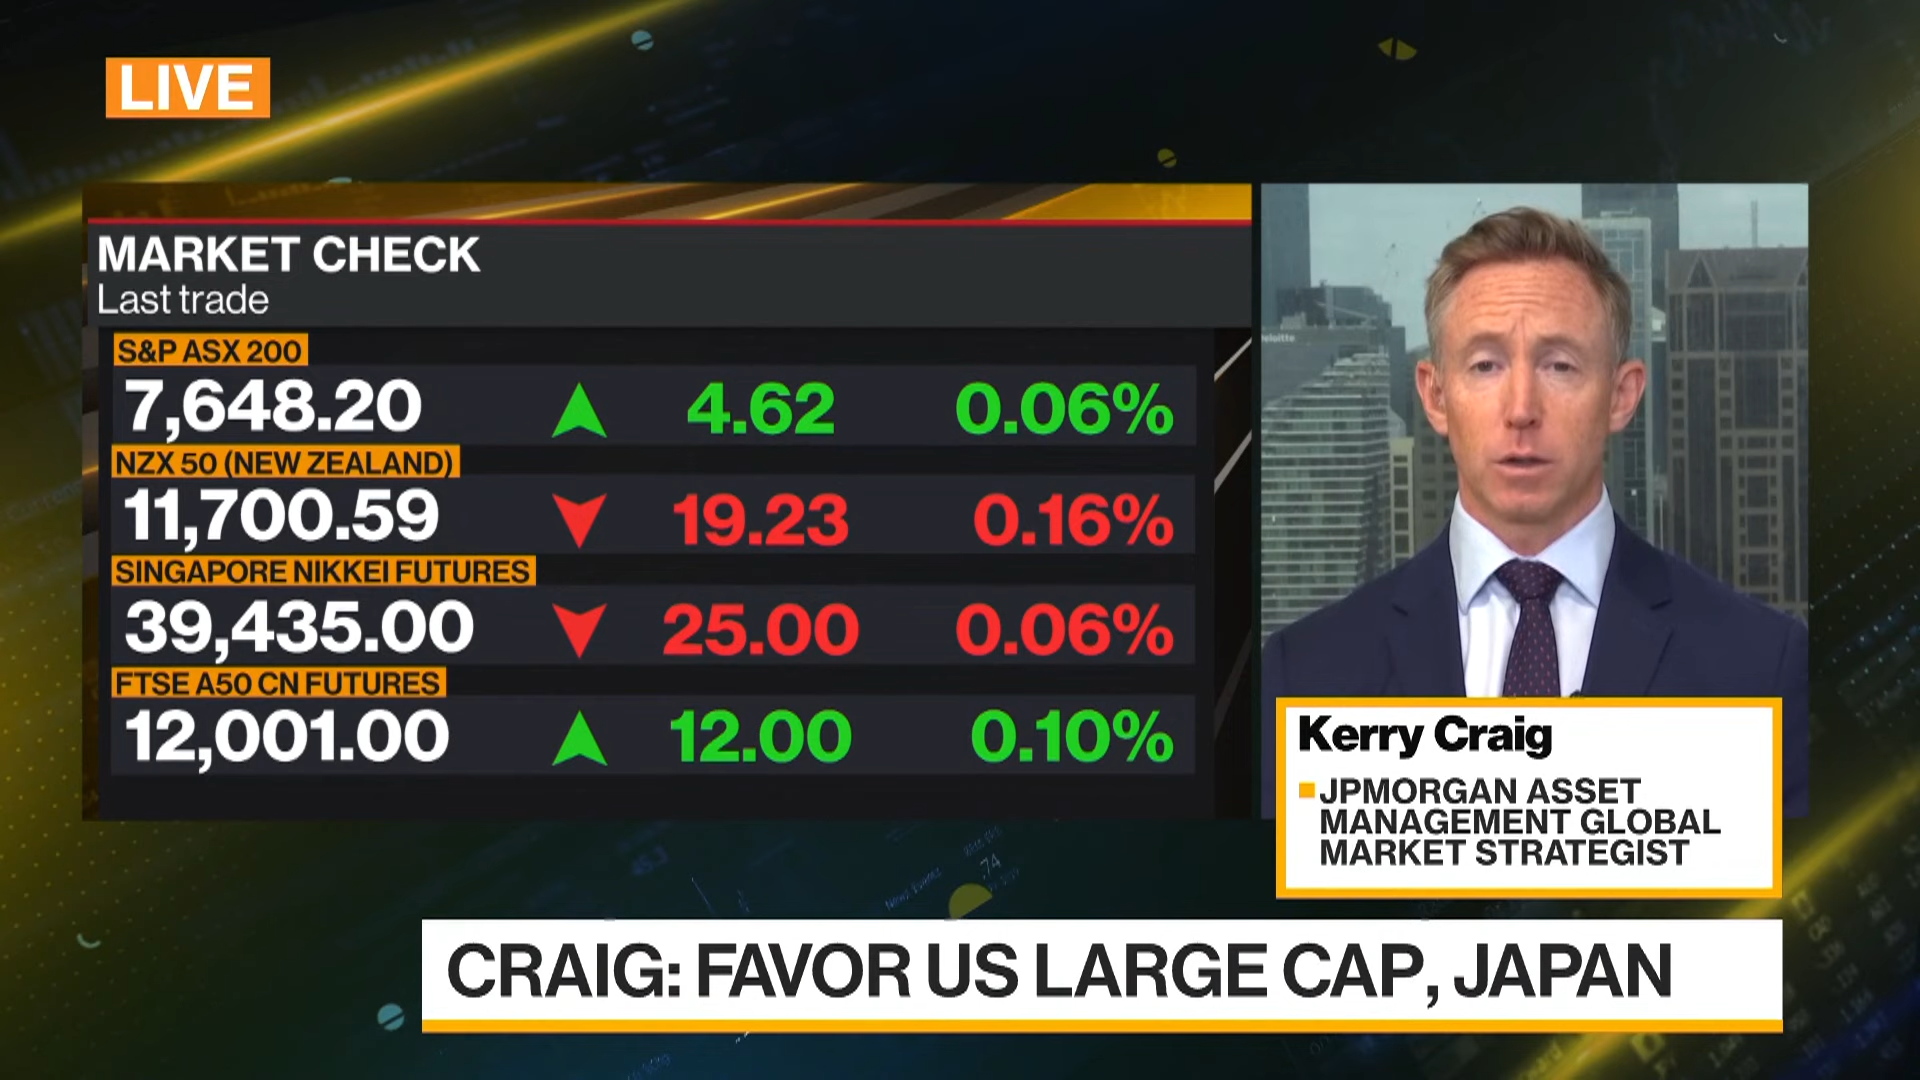 LIVE
MARKET CHECK
Last trade
S&P ASX 200
7,648.20 4.62 0.06%
NZX 50 (NEW ZEALAND)
11,700.59 19.23 0.16%
SINGAPORE NIKKEI FUTURES
39,435.00 25.00 0.06%
FTSE A50 CN FUTURES
12,001.00 12.00 0.10%
Deloitte
Kerry Craig
JPMORGAN ASSET
MANAGEMENT GLOBAL
MARKET STRATEGIST
.74
CRAIG: FAVOR US LARGE CAP, JAPAN